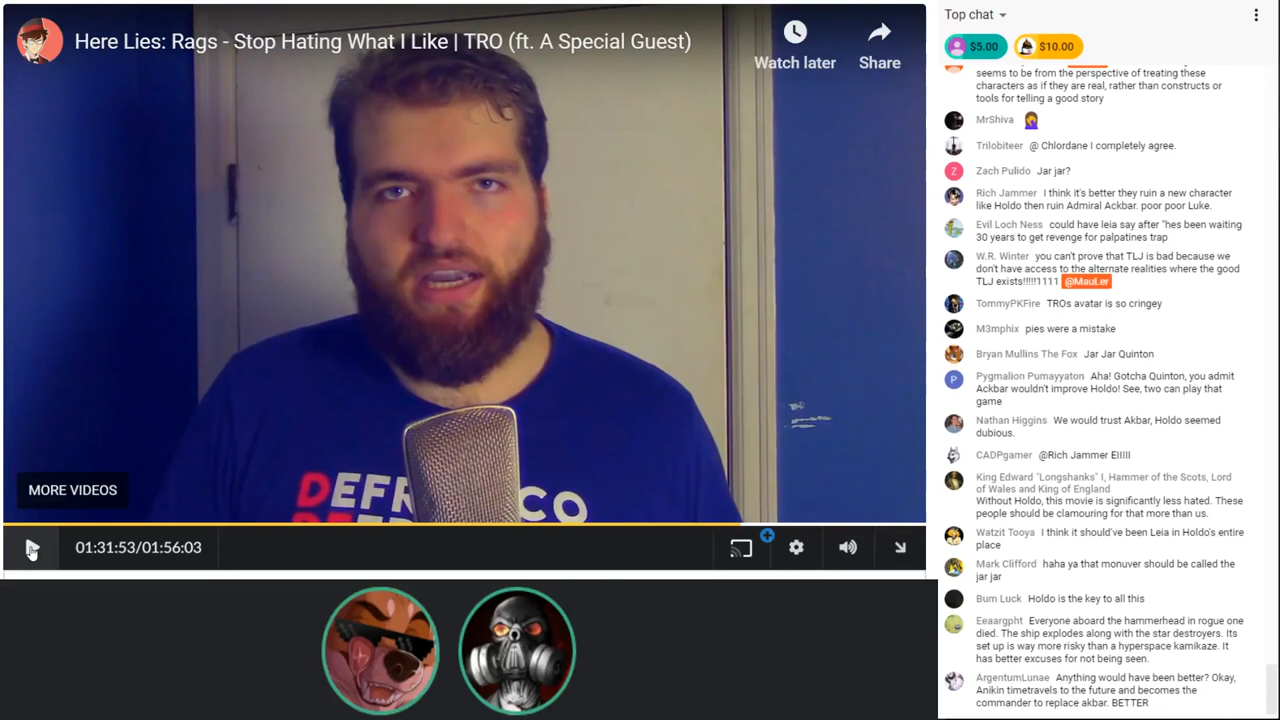 Here Lies: Rags - Stop Hating What I Like | TRO (ft. A Special Guest)
Watch later
Share
MORE VIDEOS
01:31:53/01:56:03
Top chat
$5.00
$10.00
seems to be from the perspective of treating these
characters as if they are real, rather than constructs or
tools for telling a good story
MrShiva
Trilobiteer @ Chlordane I completely agree.
Z
Zach Pulido Jar jar?
Rich Jammer I think it's better they ruin a new character
like Holdo then ruin Admiral Ackbar. poor poor Luke.
Evil Loch Ness could have leia say after "hes been waiting
30 years to get revenge for palpatines trap
W.R. Winter you can't prove that TLJ is bad because we
don't have access to the alternate realities where the good
TLJ exists!!!!!1111 @MauLer
TommyPKFire TROs avatar is so cringey
M3mphix pies were a mistake
Bryan Mullins The Fox Jar Jar Quinton
P
Pygmalion Pumayyaton Aha! Gotcha Quinton, you admit
Ackbar wouldn't improve Holdo! See, two can play that
game
Nathan Higgins We would trust Akbar, Holdo seemed
dubious.
CADPgamer @Rich Jammer EIIIII
King Edward "Longshanks" I, Hammer of the Scots, Lord
of Wales and King of England
Without Holdo, this movie is significantly less hated. These
people should be clamouring for that more than us.
Watzit Tooya I think it should've been Leia in Holdo's entire
place
Mark Clifford haha ya that monuver should be called the
jar jar
Bum Luck Holdo is the key to all this
Eeaargpht Everyone aboard the hammerhead in rogue one
died. The ship explodes along with the star destroyers. Its
set up is way more risky than a hyperspace kamikaze. It
has better excuses for not being seen.
ArgentumLunae Anything would have been better? Okay,
Anikin timetravels to the future and becomes the
commander to replace akbar. BETTER